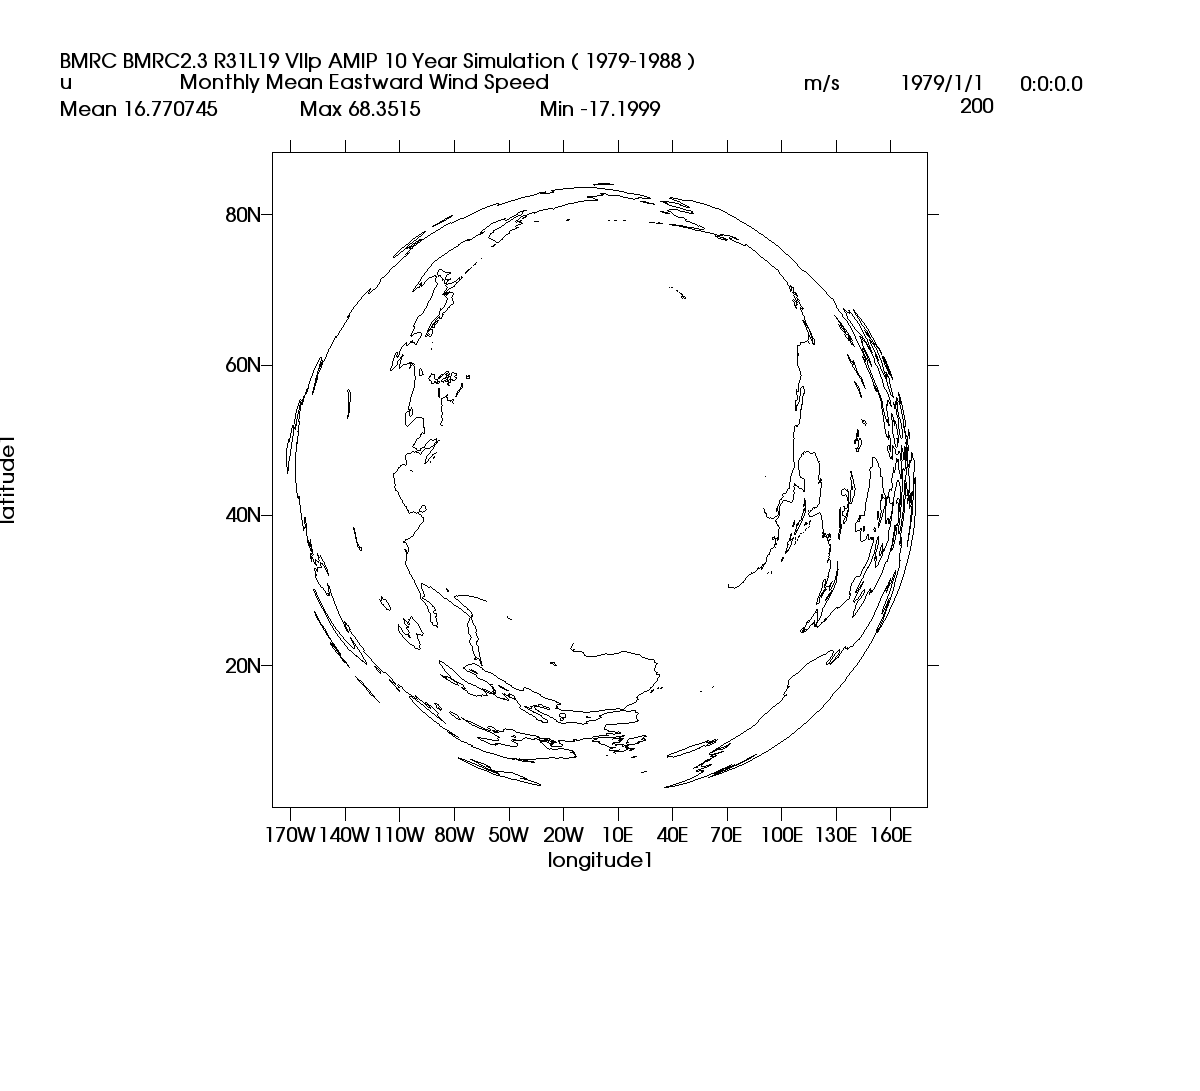 BMRC BMRC2.3 R31L19 VIIp AMIP 10 Year Simulation ( 1979-1988 )
u Monthly Mean Eastward Wind Speed m/s 1979/1/1 0:0:0.0
Mean 16.770745 Max 68.3515 Min -17.1999 200
80N
60N
latitude1
40N
20N
170W 140W 110W 80W 50W 20W 10E 40E 70E 100E 130E 160E
longitude1